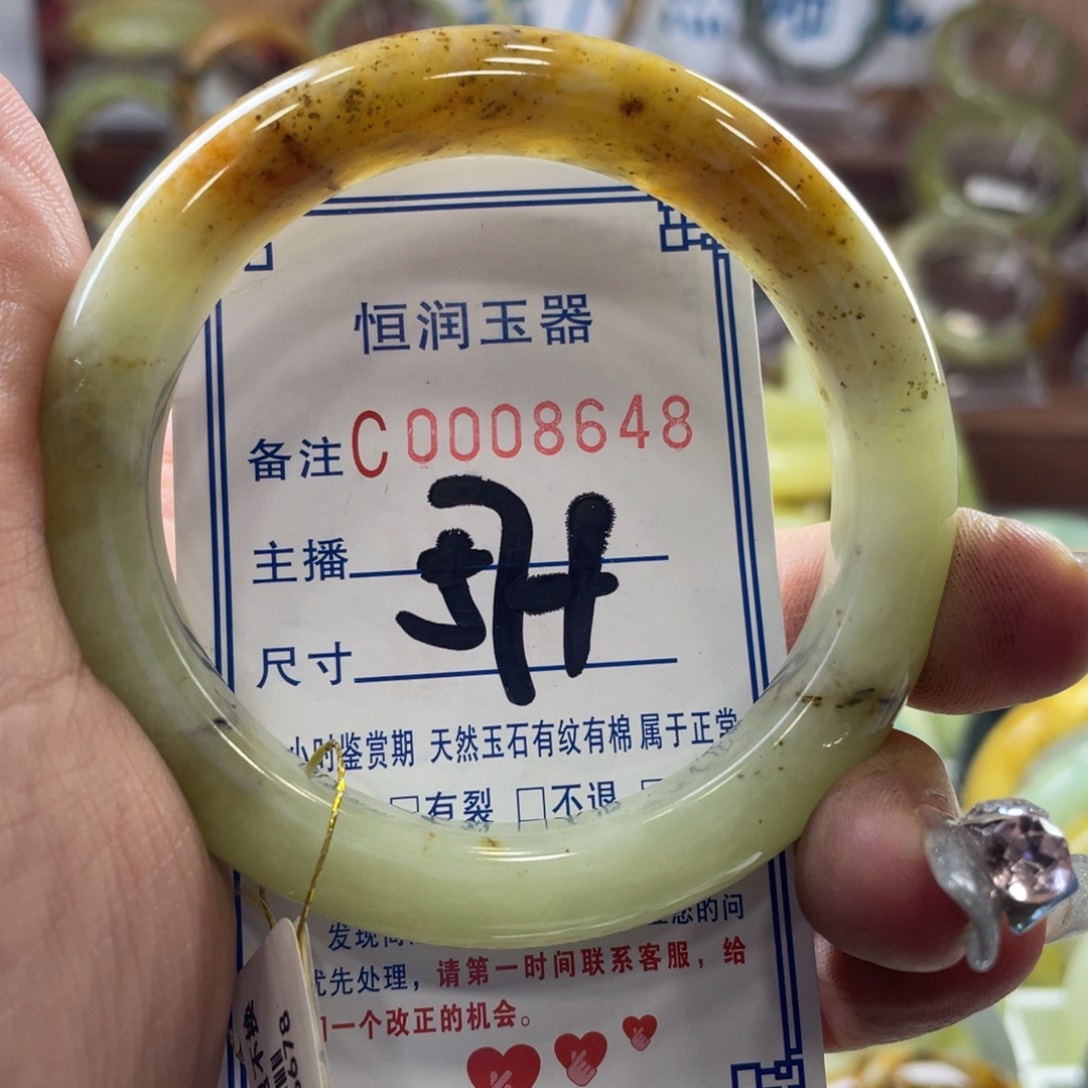 恒润玉器
备注C0008648
主播
尺寸
小时鉴赏期 天然玉石有纹有棉 属于正常
□有裂 □不退
发现 的问
优先处理，请第一时间联系客服，给
一个改正的机会。